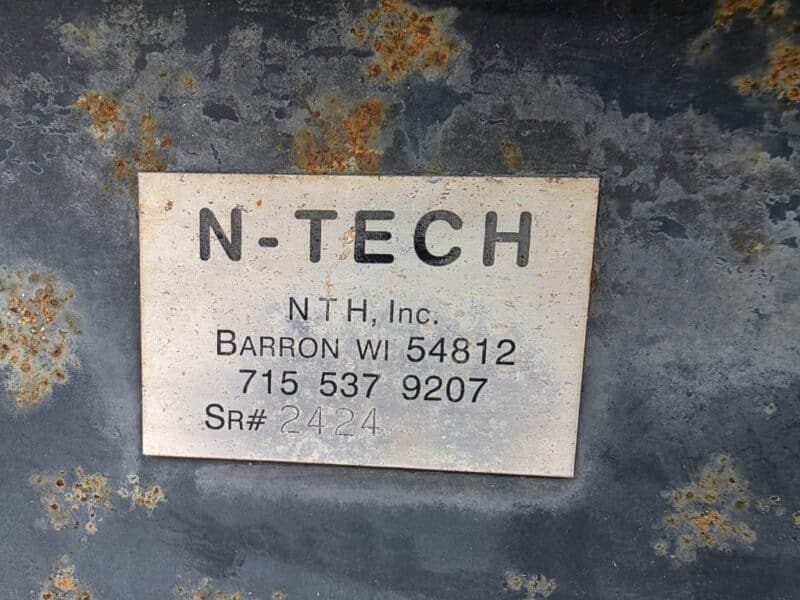 N-TECH
NTH, Inc.
BARRON WI 54812
715 537 9207
SR# 2424